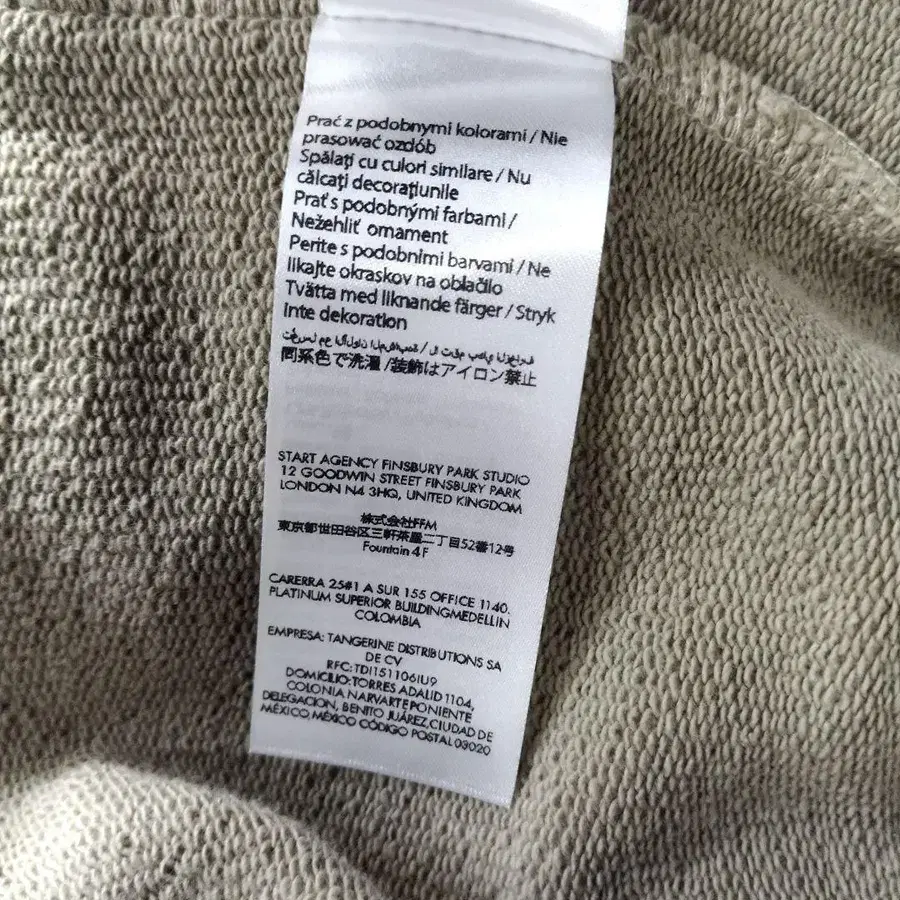 Prać z podobnymi kolorami / Nie
prasować ozdób
Spălați cu culori similare / Nu
călcați decorațiunile
Prať s podobnými farbami /
Nežehliť ornament
Perite s podobnimi barvami / Ne
likajte okraskov na oblačilo
Tvätta med liknande färger / Stryk
inte dekoration
同系色で洗濯 /装飾はアイロン禁止
START AGENCY FINSBURY PARK STUDIO
12 GOODWIN STREET FINSBURY PARK
LONDON N4 3HQ, UNITED KINGDOM
株式会社FFM
東京都世田谷区三軒茶屋二丁目52番12号
Fountain 4 F
CARERRA 25#1 A SUR 155 OFFICE 1140,
PLATINUM SUPERIOR BUILDINGMEDELLIN
COLOMBIA
EMPRESA: TANGERINE DISTRIBUTIONS SA
DE CV
RFC: TDI151106IU9
DOMICILIO: TORRES ADALID 1104,
COLONIA NARVARTEPONIENTE
DELEGACION, BENITO JUÁREZ,CIUDAD DE
MÉXICO,MÉXICO CÓDIGO POSTAL 03020